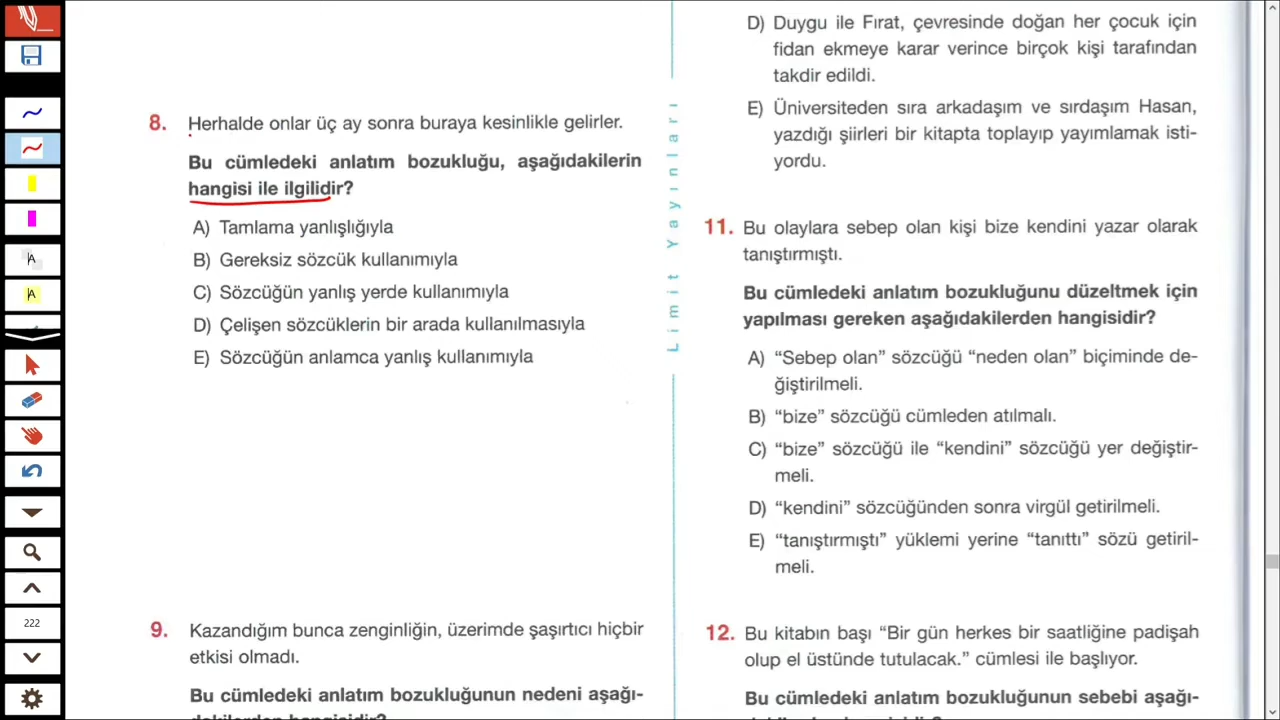 8. Herhalde onlar üç ay sonra buraya kesinlikle gelirler.
Bu cümledeki anlatım bozukluğu, aşağıdakilerin
hangisi ile ilgilidir?
A) Tamlama yanlışlığıyla
B) Gereksiz sözcük kullanımıyla
C) Sözcüğün yanlış yerde kullanımıyla
D) Çelişen sözcüklerin bir arada kullanılmasıyla
E) Sözcüğün anlamca yanlış kullanımıyla
9. Kazandığım bunca zenginliğin, üzerimde şaşırtıcı hiçbir
etkisi olmadı.
Bu cümledeki anlatım bozukluğunun nedeni aşağı-
dakilerden hangisidir?
Limit Yayınları
D) Duygu ile Fırat, çevresinde doğan her çocuk için
fidan ekmeye karar verince birçok kişi tarafından
takdir edildi.
E) Üniversiteden sıra arkadaşım ve sırdaşım Hasan,
yazdığı şiirleri bir kitapta toplayıp yayımlamak isti-
yordu.
11. Bu olaylara sebep olan kişi bize kendini yazar olarak
tanıştırmıştı.
Bu cümledeki anlatım bozukluğunu düzeltmek için
yapılması gereken aşağıdakilerden hangisidir?
A) “Sebep olan” sözcüğü “neden olan” biçiminde de-
ğiştirilmeli.
B) “bize” sözcüğü cümleden atılmalı.
C) “bize” sözcüğü ile “kendini” sözcüğü yer değiştir-
meli.
D) “kendini” sözcüğünden sonra virgül getirilmeli.
E) “tanıştırmıştı” yüklemi yerine “tanıttı” sözü getiril-
meli.
12. Bu kitabın başı “Bir gün herkes bir saatliğine padişah
olup el üstünde tutulacak.” cümlesi ile başlıyor.
Bu cümledeki anlatım bozukluğunun sebebi aşağı-
A
A
222